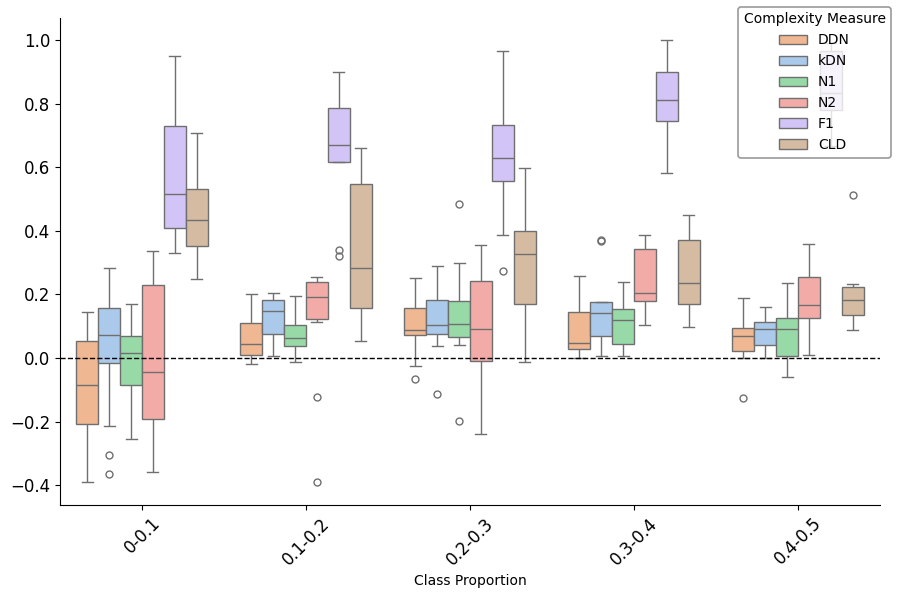 Complexity Measure
DDN
kDN
N1
N2
F1
CLD
1.0
0.8
0.6
0.4
0.2
0.0
−0.2
−0.4
0-0.1
0.1-0.2
0.2-0.3
0.3-0.4
0.4-0.5
Class Proportion